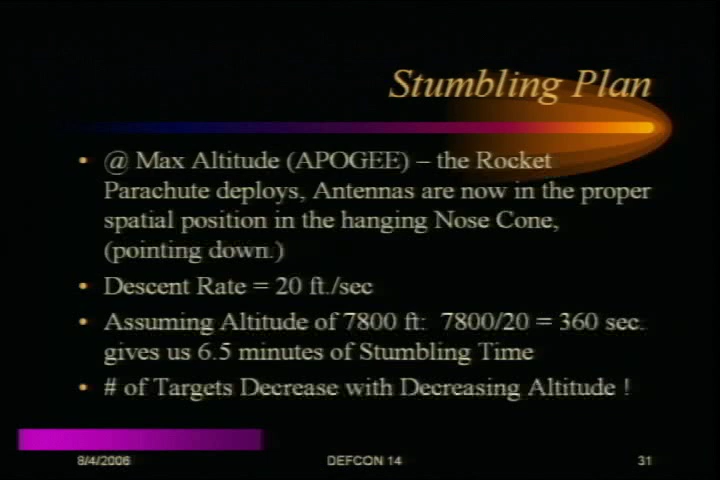 Stumbling Plan
• @ Max Altitude (APOGEE) – the Rocket
Parachute deploys, Antennas are now in the proper
spatial position in the hanging Nose Cone,
(pointing down.)
• Descent Rate = 20 ft./sec
• Assuming Altitude of 7800 ft: 7800/20 = 360 sec.
gives us 6.5 minutes of Stumbling Time
• # of Targets Decrease with Decreasing Altitude !
8/4/2006 DEFCON 14 31